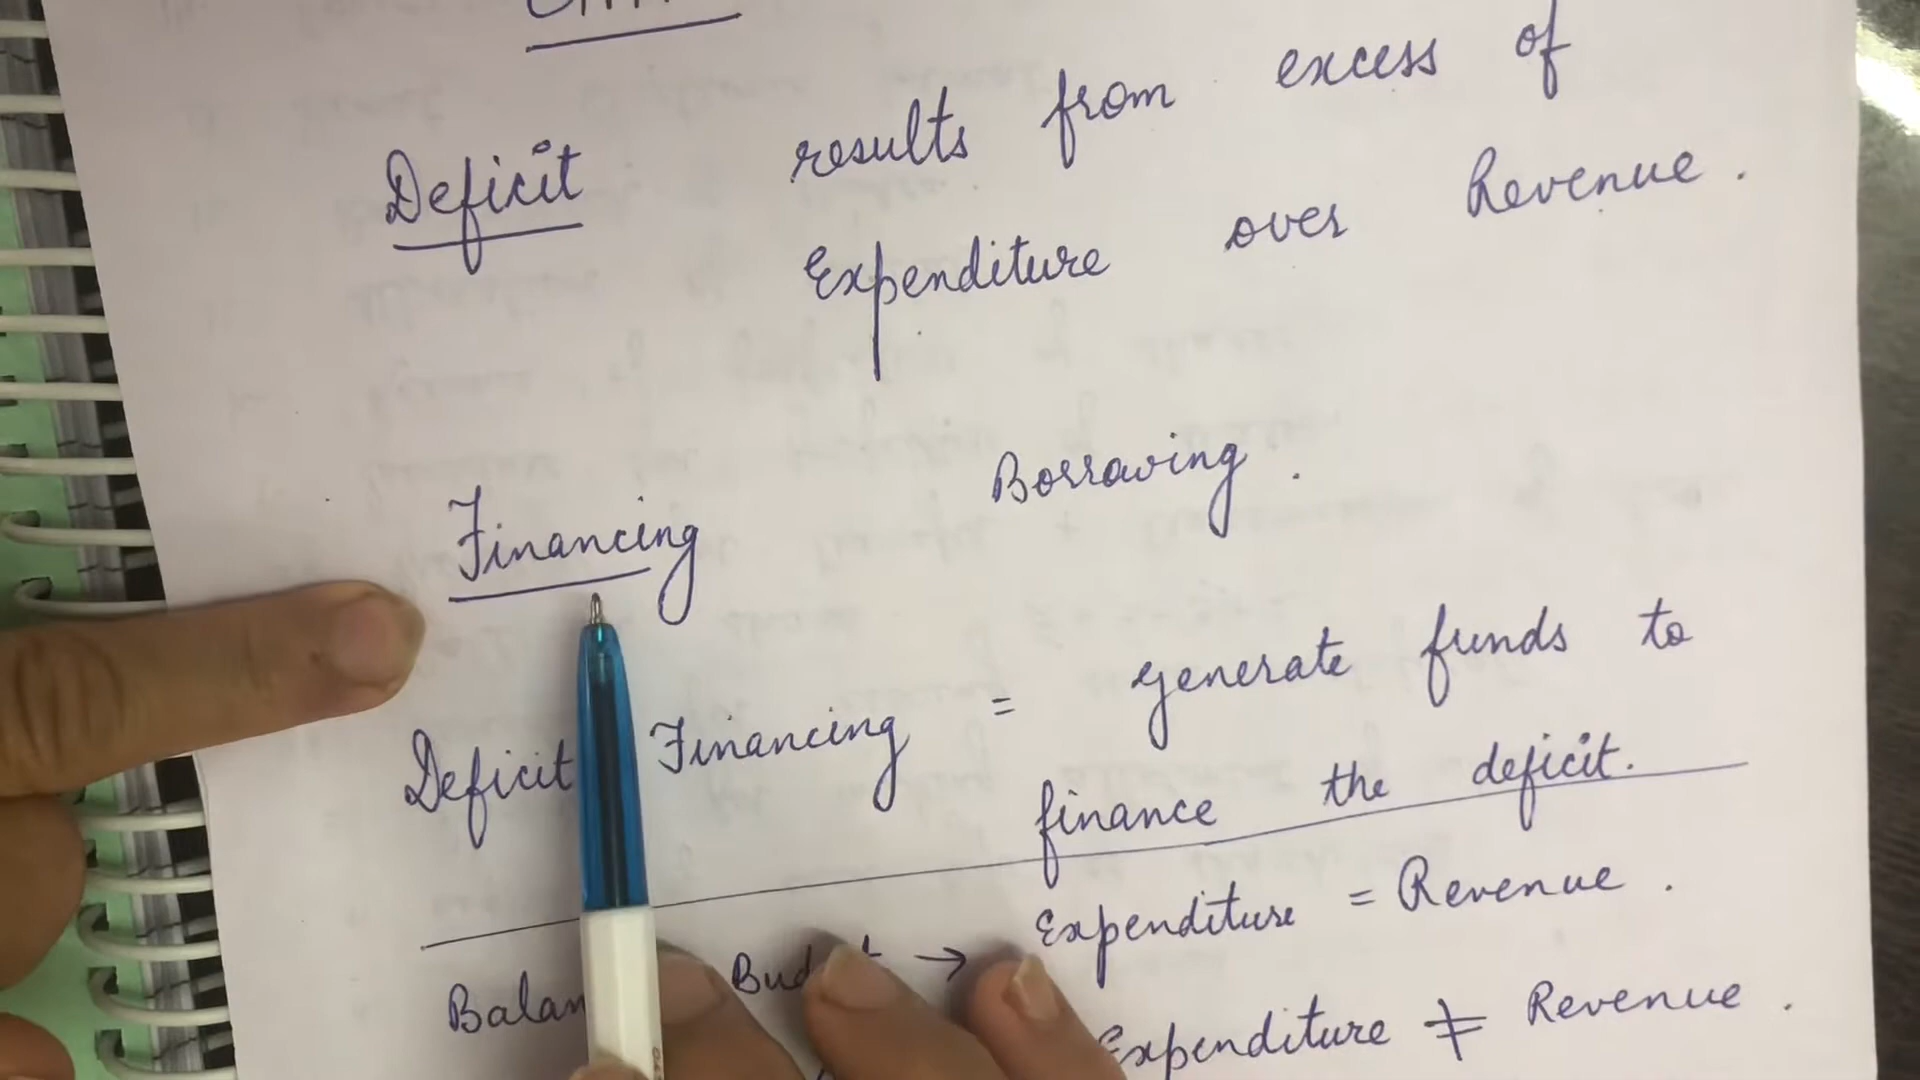 Deficit results from excess of
Expenditure over Revenue.
Financing Borrowing.
Deficit Financing = generate funds to
finance the deficit.
→ Expenditure = Revenue.
Expenditure ≠ Revenue.